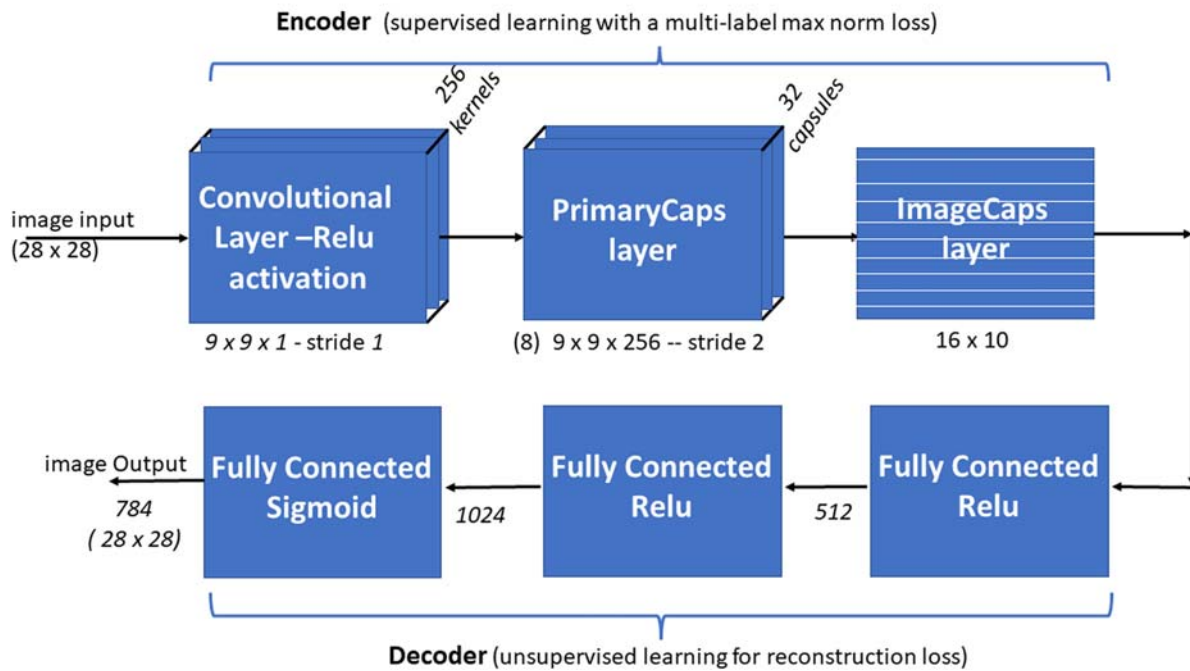 Encoder (supervised learning with a multi-label max norm loss)
256
kernels
32
capsules
image input
(28 x 28)
Convolutional
Layer –Relu
activation
PrimaryCaps
layer
ImageCaps
layer
9 x 9 x 1 - stride 1
(8) 9 x 9 x 256 -- stride 2
16 x 10
image Output
784
( 28 x 28)
Fully Connected
Sigmoid
1024
Fully Connected
Relu
512
Fully Connected
Relu
Decoder (unsupervised learning for reconstruction loss)